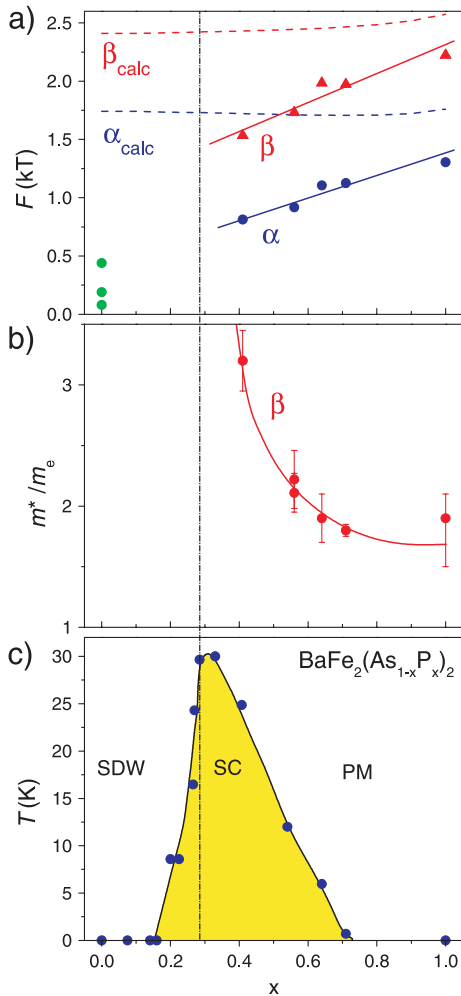 a)
2.5
2.0
1.5
1.0
0.5
0.0
F (kT)
βcalc
αcalc
β
α
b)
3
2
1
m*/me
β
c)
30
25
20
15
10
5
0
T (K)
BaFe2(As1-xPx)2
SDW
SC
PM
0.0 0.2 0.4 0.6 0.8 1.0
x